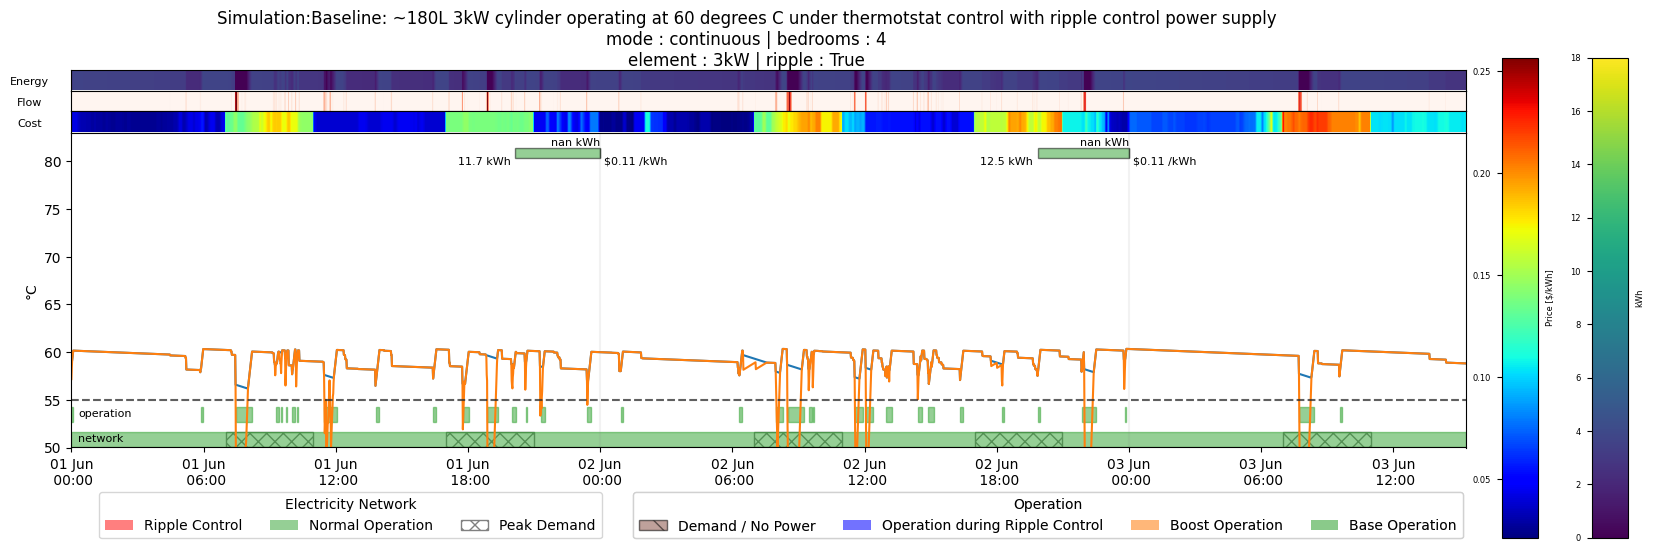 Simulation:Baseline: ~180L 3kW cylinder operating at 60 degrees C under thermotstat control with ripple control power supply
mode : continuous | bedrooms : 4
element : 3kW | ripple : True
Energy
Flow
Cost
nan kWh
11.7 kWh
$0.11 /kWh
nan kWh
12.5 kWh
$0.11 /kWh
80
75
70
65
60
55
50
°C
operation
network
01 Jun
00:00
01 Jun
06:00
01 Jun
12:00
01 Jun
18:00
02 Jun
00:00
02 Jun
06:00
02 Jun
12:00
02 Jun
18:00
03 Jun
00:00
03 Jun
06:00
03 Jun
12:00
0.25
0.20
0.15
0.10
0.05
Price [$/kWh]
18
16
14
12
10
8
6
4
2
0
kWh
Electricity Network
Ripple Control
Normal Operation
Peak Demand
Operation
Demand / No Power
Operation during Ripple Control
Boost Operation
Base Operation